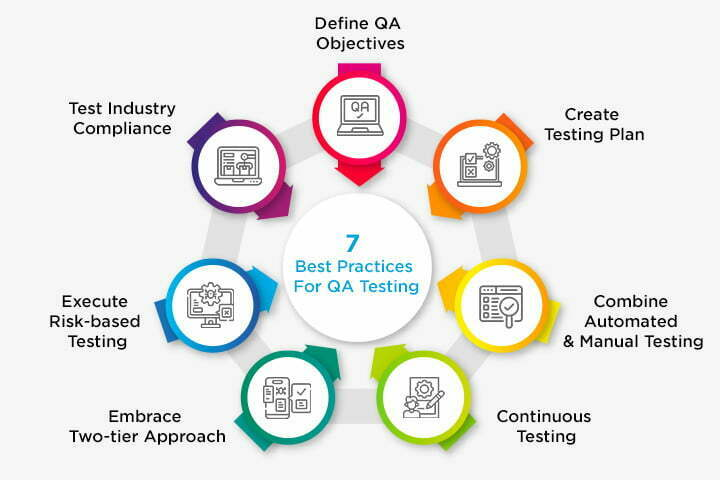 Define QA
Objectives
QA
Test Industry
Compliance
Create
Testing Plan
7
Best Practices
For QA Testing
Execute
Risk-based
Testing
Combine
Automated
& Manual Testing
Embrace
Two-tier Approach
Continuous
Testing